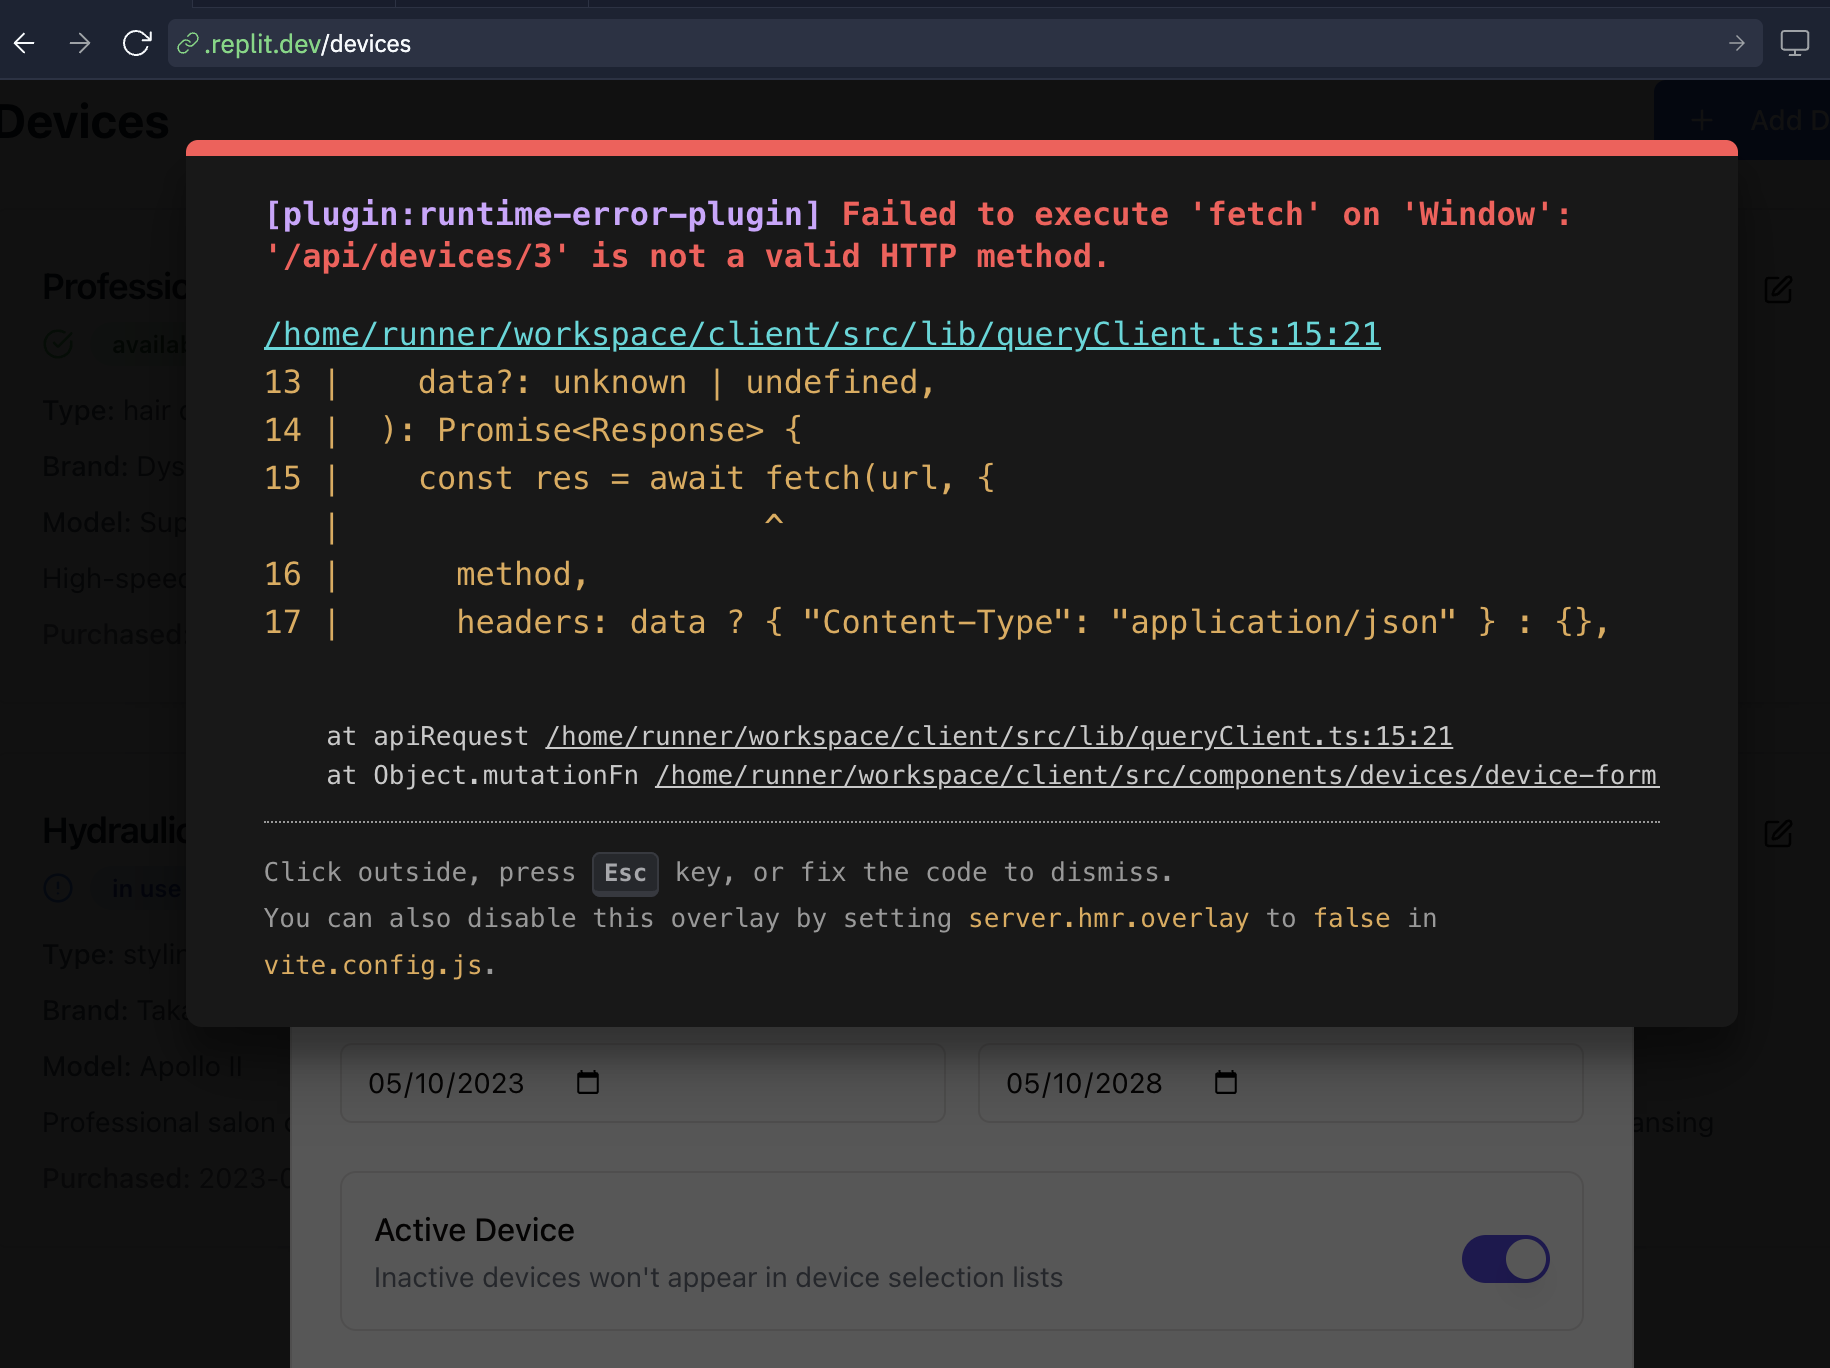 .replit.dev/devices
Devices
+ Add D
[plugin:runtime-error-plugin] Failed to execute 'fetch' on 'Window':
'/api/devices/3' is not a valid HTTP method.
/home/runner/workspace/client/src/lib/queryClient.ts:15:21
13 | data?: unknown | undefined,
14 | ): Promise<Response> {
15 | const res = await fetch(url, {
| ^
16 | method,
17 | headers: data ? { "Content-Type": "application/json" } : {},
at apiRequest /home/runner/workspace/client/src/lib/queryClient.ts:15:21
at Object.mutationFn /home/runner/workspace/client/src/components/devices/device-form
Click outside, press Esc key, or fix the code to dismiss.
You can also disable this overlay by setting server.hmr.overlay to false in
vite.config.js.
Professic
availab
Type: hair
Brand: Dys
Model: Sup
High-speed
Purchased
Hydraulic
in use
Type: stylin
Brand: Taka
Model: Apollo II
Professional salon
ansing
Purchased: 2023-0
05/10/2023
05/10/2028
Active Device
Inactive devices won't appear in device selection lists